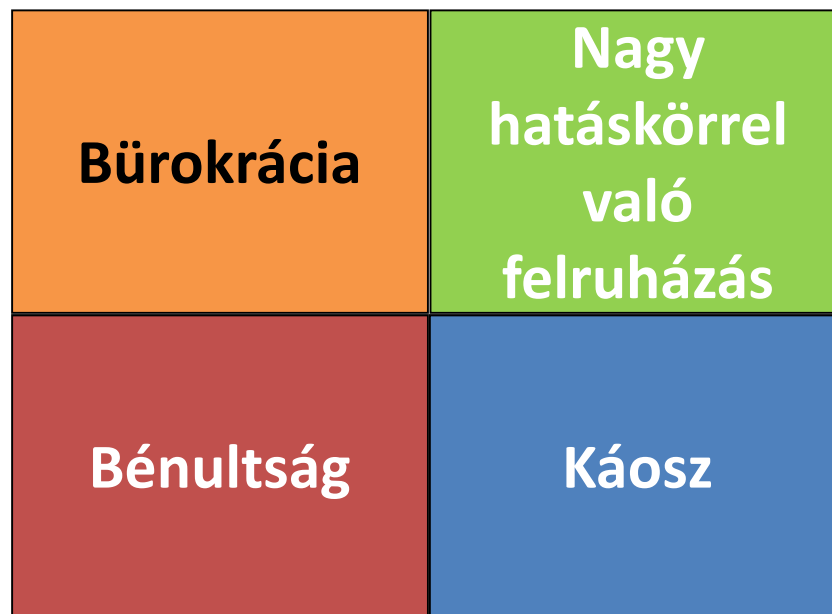 Bürokrácia
Nagy
hatáskörrel
való
felruházás
Bénultság
Káosz